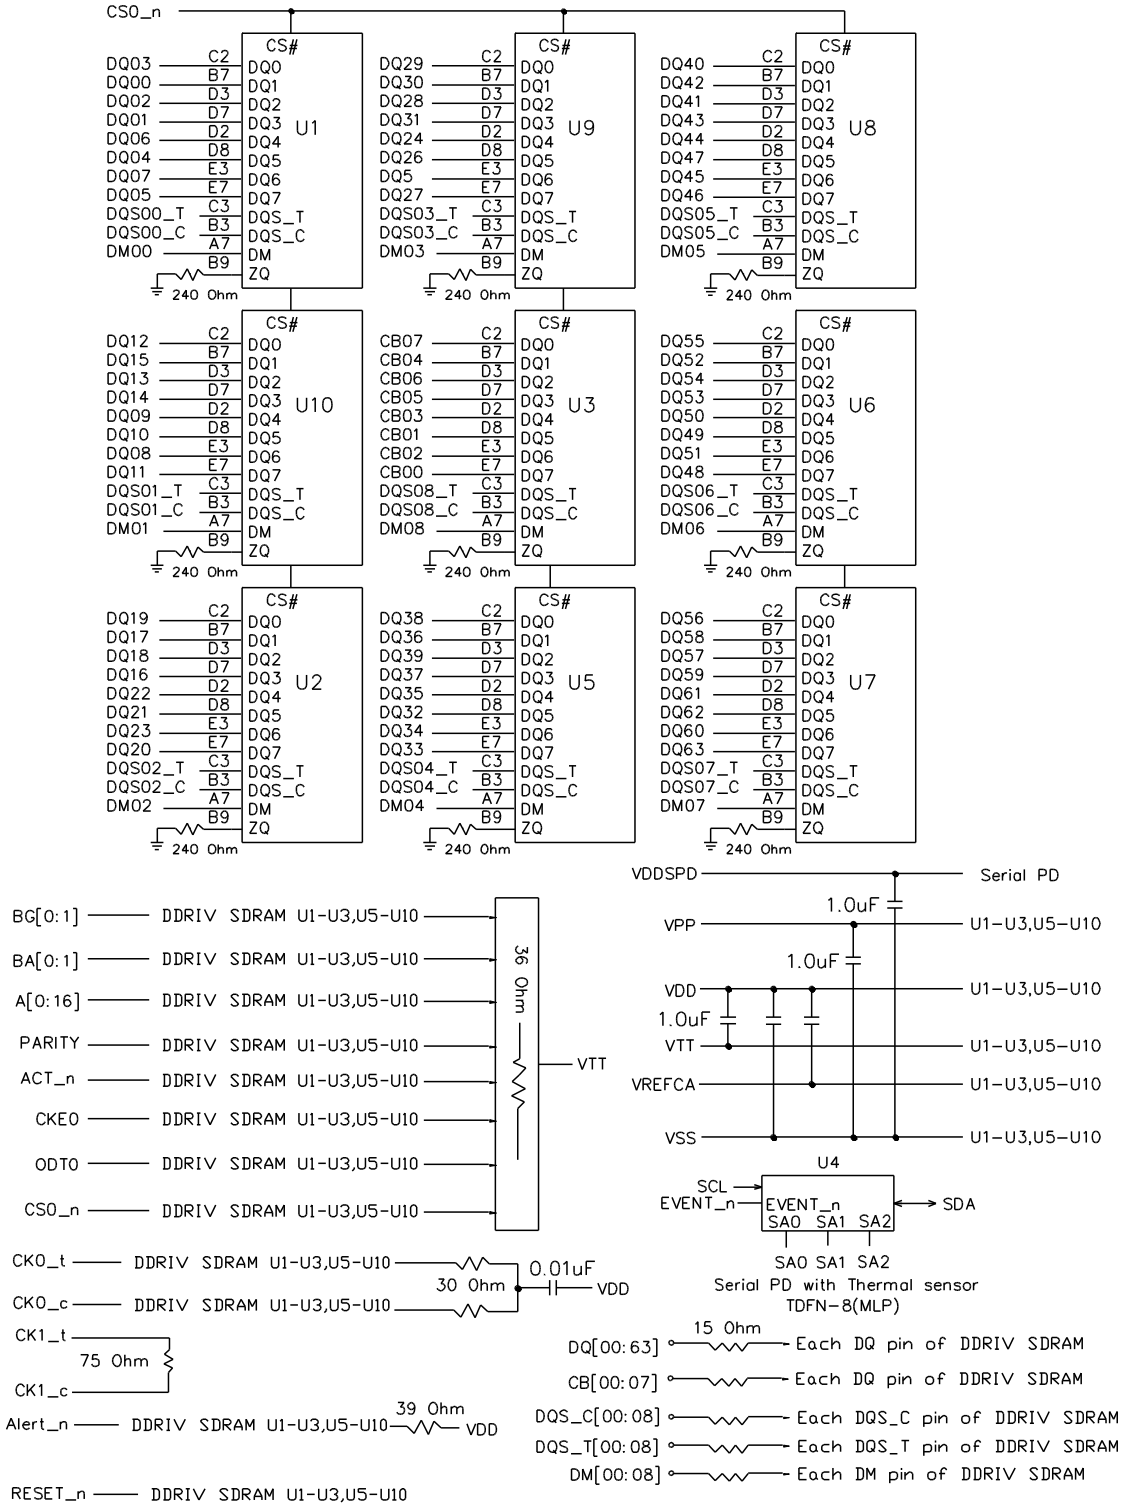 CS0_n
CS#
DQ03 C2 DQ0
DQ00 B7 DQ1
DQ02 D3 DQ2
DQ01 D7 DQ3
U1
DQ06 D2 DQ4
DQ04 D8 DQ5
DQ07 E3 DQ6
DQ05 E7 DQ7
DQS00_T C3 DQS_T
DQS00_C B3 DQS_C
DM00 A7 DM
B9 ZQ
240 Ohm
CS#
DQ29 C2 DQ0
DQ30 B7 DQ1
DQ28 D3 DQ2
DQ31 D7 DQ3
U9
DQ24 D2 DQ4
DQ26 D8 DQ5
DQ5 E3 DQ6
DQ27 E7 DQ7
DQS03_T C3 DQS_T
DQS03_C B3 DQS_C
DM03 A7 DM
B9 ZQ
240 Ohm
CS#
DQ40 C2 DQ0
DQ42 B7 DQ1
DQ41 D3 DQ2
DQ43 D7 DQ3
U8
DQ44 D2 DQ4
DQ47 D8 DQ5
DQ45 E3 DQ6
DQ46 E7 DQ7
DQS05_T C3 DQS_T
DQS05_C B3 DQS_C
DM05 A7 DM
B9 ZQ
240 Ohm
CS#
DQ12 C2 DQ0
DQ15 B7 DQ1
DQ13 D3 DQ2
DQ14 D7 DQ3
U10
DQ09 D2 DQ4
DQ10 D8 DQ5
DQ08 E3 DQ6
DQ11 E7 DQ7
DQS01_T C3 DQS_T
DQS01_C B3 DQS_C
DM01 A7 DM
B9 ZQ
240 Ohm
CS#
CB07 C2 DQ0
CB04 B7 DQ1
CB06 D3 DQ2
CB05 D7 DQ3
U3
CB03 D2 DQ4
CB01 D8 DQ5
CB02 E3 DQ6
CB00 E7 DQ7
DQS08_T C3 DQS_T
DQS08_C B3 DQS_C
DM08 A7 DM
B9 ZQ
240 Ohm
CS#
DQ55 C2 DQ0
DQ52 B7 DQ1
DQ54 D3 DQ2
DQ53 D7 DQ3
U6
DQ50 D2 DQ4
DQ49 D8 DQ5
DQ51 E3 DQ6
DQ48 E7 DQ7
DQS06_T C3 DQS_T
DQS06_C B3 DQS_C
DM06 A7 DM
B9 ZQ
240 Ohm
CS#
DQ19 C2 DQ0
DQ17 B7 DQ1
DQ18 D3 DQ2
DQ16 D7 DQ3
U2
DQ22 D2 DQ4
DQ21 D8 DQ5
DQ23 E3 DQ6
DQ20 E7 DQ7
DQS02_T C3 DQS_T
DQS02_C B3 DQS_C
DM02 A7 DM
B9 ZQ
240 Ohm
CS#
DQ38 C2 DQ0
DQ36 B7 DQ1
DQ39 D3 DQ2
DQ37 D7 DQ3
U5
DQ35 D2 DQ4
DQ32 D8 DQ5
DQ34 E3 DQ6
DQ33 E7 DQ7
DQS04_T C3 DQS_T
DQS04_C B3 DQS_C
DM04 A7 DM
B9 ZQ
240 Ohm
CS#
DQ56 C2 DQ0
DQ58 B7 DQ1
DQ57 D3 DQ2
DQ59 D7 DQ3
U7
DQ61 D2 DQ4
DQ62 D8 DQ5
DQ60 E3 DQ6
DQ63 E7 DQ7
DQS07_T C3 DQS_T
DQS07_C B3 DQS_C
DM07 A7 DM
B9 ZQ
240 Ohm
BG[0:1] DDRIV SDRAM U1-U3,U5-U10
BA[0:1] DDRIV SDRAM U1-U3,U5-U10
A[0:16] DDRIV SDRAM U1-U3,U5-U10
PARITY DDRIV SDRAM U1-U3,U5-U10
ACT_n DDRIV SDRAM U1-U3,U5-U10
CKE0 DDRIV SDRAM U1-U3,U5-U10
ODT0 DDRIV SDRAM U1-U3,U5-U10
CS0_n DDRIV SDRAM U1-U3,U5-U10
36 Ohm
VTT
CK0_t DDRIV SDRAM U1-U3,U5-U10
30 Ohm
0.01uF
VDD
CK0_c DDRIV SDRAM U1-U3,U5-U10
CK1_t
75 Ohm
CK1_c
Alert_n DDRIV SDRAM U1-U3,U5-U10 39 Ohm VDD
RESET_n DDRIV SDRAM U1-U3,U5-U10
VDDSPD Serial PD
1.0uF
VPP U1-U3,U5-U10
1.0uF
VDD U1-U3,U5-U10
1.0uF
VTT U1-U3,U5-U10
VREFCA U1-U3,U5-U10
VSS U1-U3,U5-U10
U4
SCL
EVENT_n EVENT_n SDA
SA0 SA1 SA2
SA0 SA1 SA2
Serial PD with Thermal sensor
TDFN-8(MLP)
15 Ohm
DQ[00:63] Each DQ pin of DDRIV SDRAM
CB[00:07] Each DQ pin of DDRIV SDRAM
DQS_C[00:08] Each DQS_C pin of DDRIV SDRAM
DQS_T[00:08] Each DQS_T pin of DDRIV SDRAM
DM[00:08] Each DM pin of DDRIV SDRAM